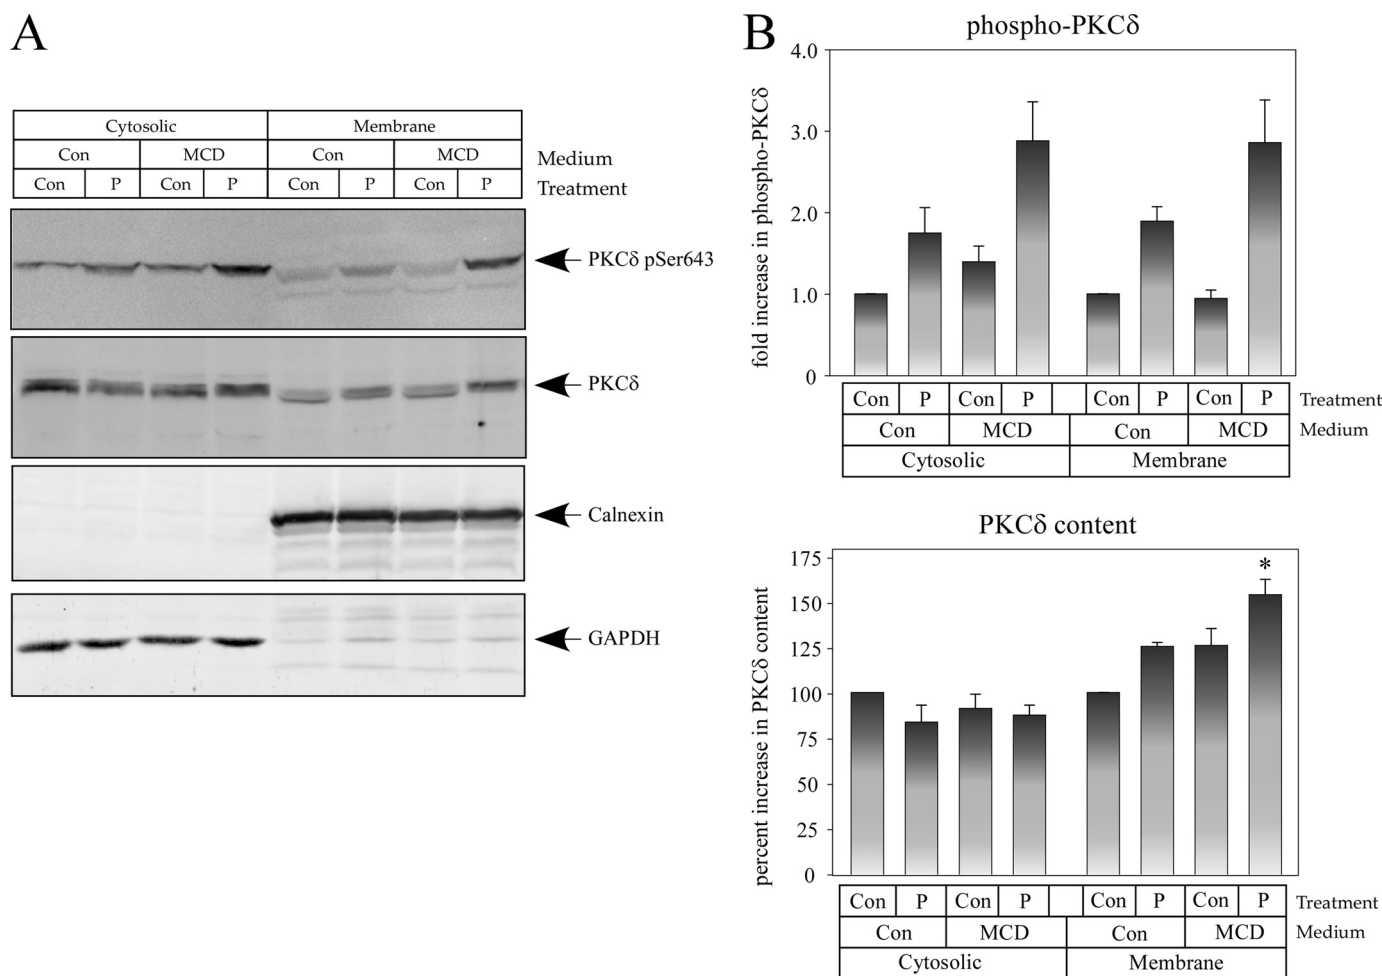 A
Cytosolic Membrane
Con MCD Con MCD Medium
Con P Con P Con P Con P Treatment
PKCδ pSer643
PKCδ
Calnexin
GAPDH
B
phospho-PKCδ
fold increase in phospho-PKCδ
4.0
3.0
2.0
1.0
0
Con P Con P Con P Con P Treatment
Con MCD Con MCD Medium
Cytosolic Membrane
PKCδ content
percent increase in PKCδ content
175
150
125
100
75
50
25
0
*
Con P Con P Con P Con P Treatment
Con MCD Con MCD Medium
Cytosolic Membrane